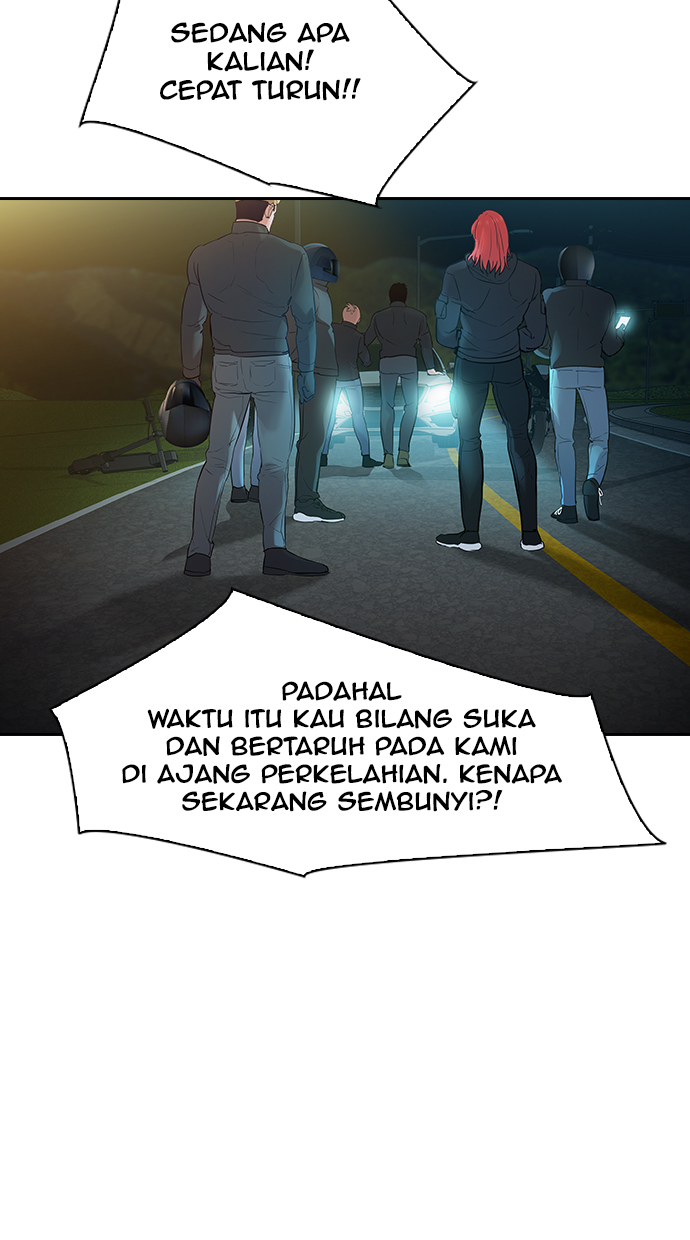 SEDANG APA
KALIAN!
CEPAT TURUN!!
PADAHAL
WAKTU ITU KAU BILANG SUKA
DAN BERTARUH PADA KAMI
DI AJANG PERKELAHIAN. KENAPA
SEKARANG SEMBUNYI?!